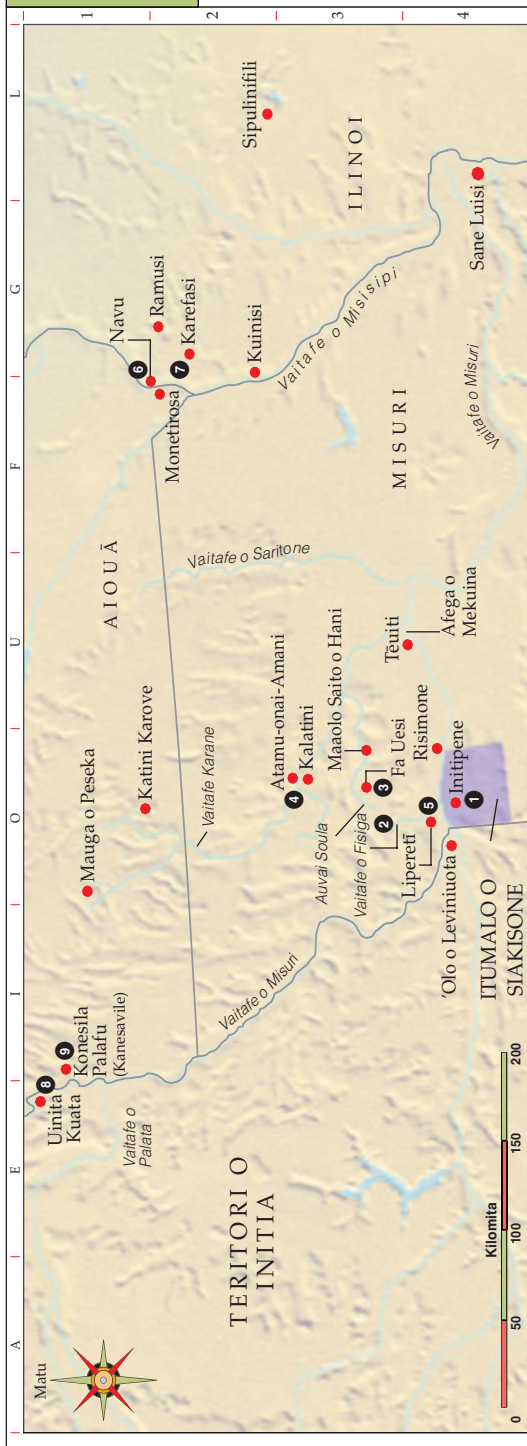 A
E
I
O
U
F
G
L
1
2
3
4
Matu
8
Uinita
Kuata
9
Konesila
Palafu
(Kanesavile)
Vaitafe o
Palata
TERITORI O
INITIA
Mauga o Peseka
Katini Karove
Vaitafe Karane
AIOUĀ
Vaitafe o Misuri
6
Navu
Ramusi
Monetirosa
7
Karefasi
Kuinisi
Vaitafe o Misisipi
Sipulinifili
ILINOI
4
Atamu-onai-Amani
Kalatini
Vaitafe o Saritone
Auvai Soula
Maaolo Saito o Hani
3
Fa Uesi
2
Vaitafe o Fisiga
5
Liperetī
Risimone
Tēuiti
Afega o
Mekuina
MISURI
Vaitafe o Misuri
Sane Luisi
ʻOlo o Leviniuota
Initipene
1
ITUMALO O
SIAKISONE
Kilomita
0
50
100
150
200